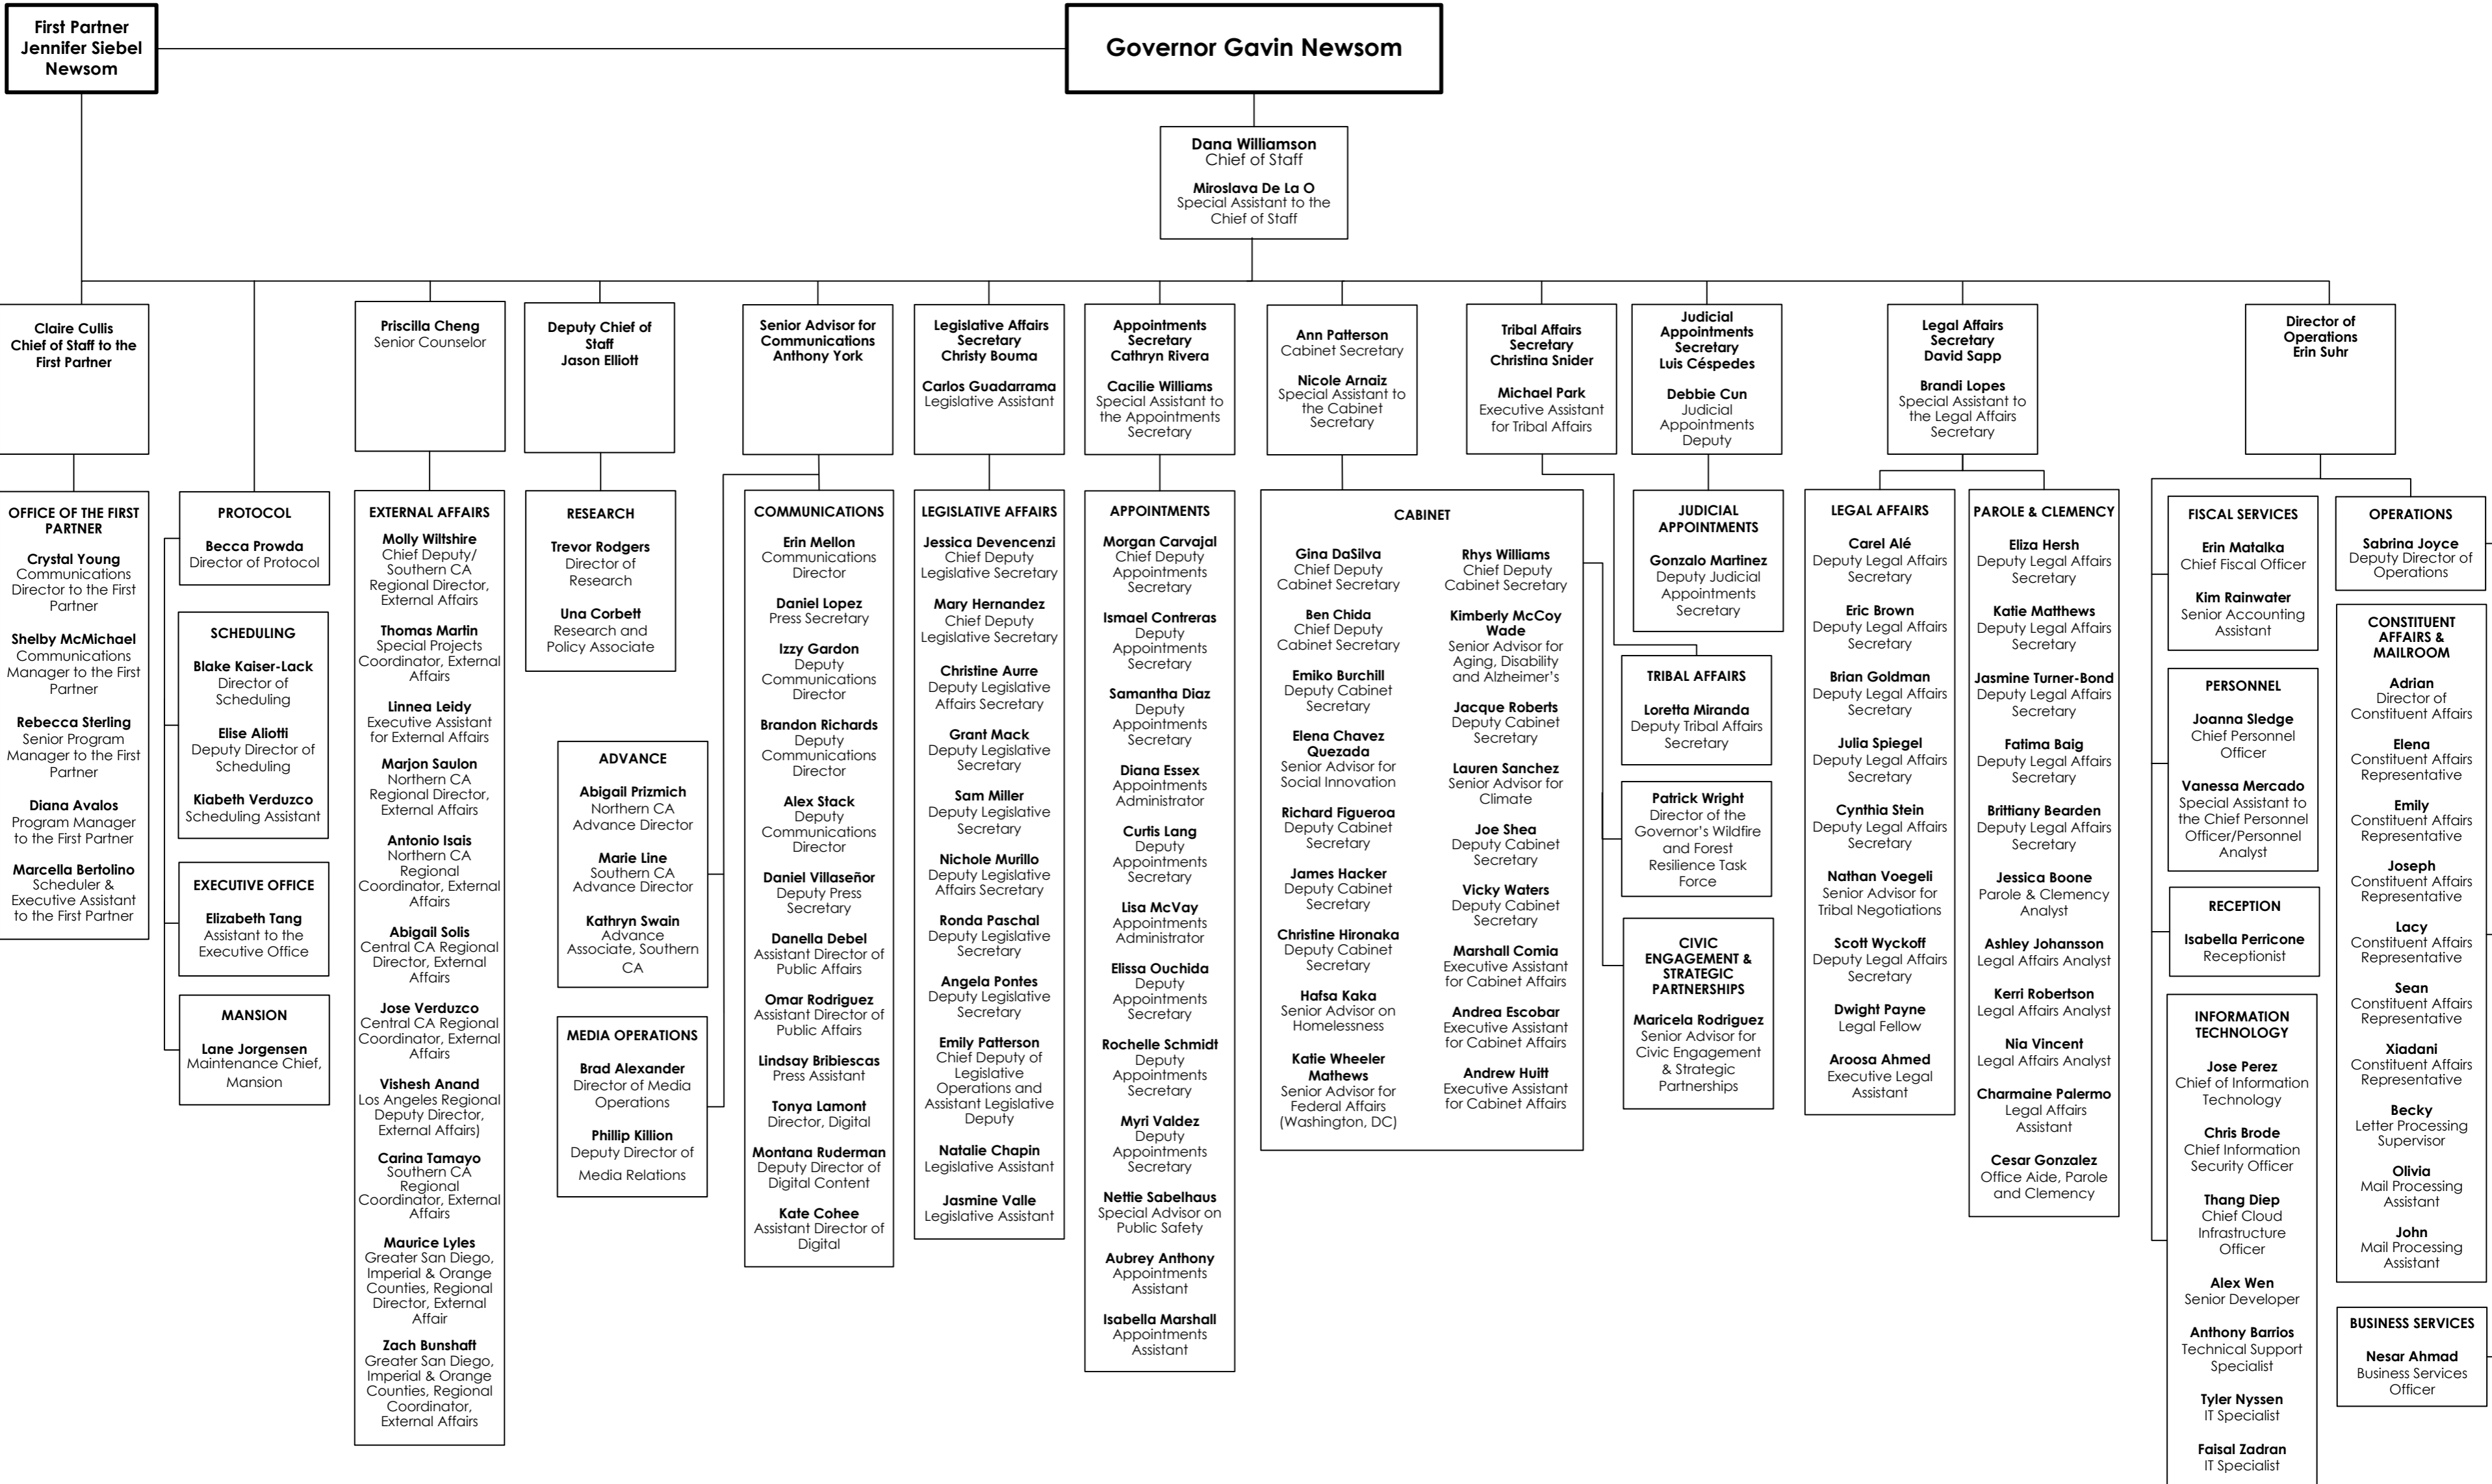 First Partner
Jennifer Siebel
Newsom
Governor Gavin Newsom
Dana Williamson
Chief of Staff
Miroslava De La O
Special Assistant to the
Chief of Staff
Claire Cullis
Chief of Staff to the
First Partner
Priscilla Cheng
Senior Counselor
Deputy Chief of
Staff
Jason Elliott
Senior Advisor for
Communications
Anthony York
Legislative Affairs
Secretary
Christy Bouma
Carlos Guadarrama
Legislative Assistant
Appointments
Secretary
Cathryn Rivera
Cacilie Williams
Special Assistant to
the Appointments
Secretary
Ann Patterson
Cabinet Secretary
Nicole Arnaiz
Special Assistant to
the Cabinet
Secretary
Tribal Affairs
Secretary
Christina Snider
Michael Park
Executive Assistant
for Tribal Affairs
Judicial
Appointments
Secretary
Luis Céspedes
Debbie Cun
Judicial
Appointments
Deputy
Legal Affairs
Secretary
David Sapp
Brandi Lopes
Special Assistant to
the Legal Affairs
Secretary
Director of
Operations
Erin Suhr
OFFICE OF THE FIRST
PARTNER
Crystal Young
Communications
Director to the First
Partner
Shelby McMichael
Communications
Manager to the First
Partner
Rebecca Sterling
Senior Program
Manager to the First
Partner
Diana Avalos
Program Manager
to the First Partner
Marcella Bertolino
Scheduler &
Executive Assistant
to the First Partner
PROTOCOL
Becca Prowda
Director of Protocol
SCHEDULING
Blake Kaiser-Lack
Director of
Scheduling
Elise Aliotti
Deputy Director of
Scheduling
Kiabeth Verduzco
Scheduling Assistant
EXECUTIVE OFFICE
Elizabeth Tang
Assistant to the
Executive Office
MANSION
Lane Jorgensen
Maintenance Chief,
Mansion
EXTERNAL AFFAIRS
Molly Wiltshire
Chief Deputy/
Southern CA
Regional Director,
External Affairs
Thomas Martin
Special Projects
Coordinator, External
Affairs
Linnea Leidy
Executive Assistant
for External Affairs
Marjon Saulon
Northern CA
Regional Director,
External Affairs
Antonio Isais
Northern CA
Regional
Coordinator, External
Affairs
Abigail Solis
Central CA Regional
Director, External
Affairs
Jose Verduzco
Central CA Regional
Coordinator, External
Affairs
Vishesh Anand
Los Angeles Regional
Deputy Director,
External Affairs)
Carina Tamayo
Southern CA
Regional
Coordinator, External
Affairs
Maurice Lyles
Greater San Diego,
Imperial & Orange
Counties, Regional
Director, External
Affair
Zach Bunshaft
Greater San Diego,
Imperial & Orange
Counties, Regional
Coordinator,
External Affairs
RESEARCH
Trevor Rodgers
Director of
Research
Una Corbett
Research and
Policy Associate
ADVANCE
Abigail Prizmich
Northern CA
Advance Director
Marie Line
Southern CA
Advance Director
Kathryn Swain
Advance
Associate, Southern
CA
MEDIA OPERATIONS
Brad Alexander
Director of Media
Operations
Phillip Killion
Deputy Director of
Media Relations
COMMUNICATIONS
Erin Mellon
Communications
Director
Daniel Lopez
Press Secretary
Izzy Gardon
Deputy
Communications
Director
Brandon Richards
Deputy
Communications
Director
Alex Stack
Deputy
Communications
Director
Daniel Villaseñor
Deputy Press
Secretary
Danella Debel
Assistant Director of
Public Affairs
Omar Rodriguez
Assistant Director of
Public Affairs
Lindsay Bribiescas
Press Assistant
Tonya Lamont
Director, Digital
Montana Ruderman
Deputy Director of
Digital Content
Kate Cohee
Assistant Director of
Digital
LEGISLATIVE AFFAIRS
Jessica Devencenzi
Chief Deputy
Legislative Secretary
Mary Hernandez
Chief Deputy
Legislative Secretary
Christine Aurre
Deputy Legislative
Affairs Secretary
Grant Mack
Deputy Legislative
Secretary
Sam Miller
Deputy Legislative
Secretary
Nichole Murillo
Deputy Legislative
Affairs Secretary
Ronda Paschal
Deputy Legislative
Secretary
Angela Pontes
Deputy Legislative
Secretary
Emily Patterson
Chief Deputy of
Legislative
Operations and
Assistant Legislative
Deputy
Natalie Chapin
Legislative Assistant
Jasmine Valle
Legislative Assistant
APPOINTMENTS
Morgan Carvajal
Chief Deputy
Appointments
Secretary
Ismael Contreras
Deputy
Appointments
Secretary
Samantha Diaz
Deputy
Appointments
Secretary
Diana Essex
Appointments
Administrator
Curtis Lang
Deputy
Appointments
Secretary
Lisa McVay
Appointments
Administrator
Elissa Ouchida
Deputy
Appointments
Secretary
Rochelle Schmidt
Deputy
Appointments
Secretary
Myri Valdez
Deputy
Appointments
Secretary
Nettie Sabelhaus
Special Advisor on
Public Safety
Aubrey Anthony
Appointments
Assistant
Isabella Marshall
Appointments
Assistant
CABINET
Gina DaSilva
Chief Deputy
Cabinet Secretary
Ben Chida
Chief Deputy
Cabinet Secretary
Emiko Burchill
Deputy Cabinet
Secretary
Elena Chavez
Quezada
Senior Advisor for
Social Innovation
Richard Figueroa
Deputy Cabinet
Secretary
James Hacker
Deputy Cabinet
Secretary
Christine Hironaka
Deputy Cabinet
Secretary
Hafsa Kaka
Senior Advisor on
Homelessness
Katie Wheeler
Mathews
Senior Advisor for
Federal Affairs
(Washington, DC)
Rhys Williams
Chief Deputy
Cabinet Secretary
Kimberly McCoy
Wade
Senior Advisor for
Aging, Disability
and Alzheimer's
Jacque Roberts
Deputy Cabinet
Secretary
Lauren Sanchez
Senior Advisor for
Climate
Joe Shea
Deputy Cabinet
Secretary
Vicky Waters
Deputy Cabinet
Secretary
Marshall Comia
Executive Assistant
for Cabinet Affairs
Andrea Escobar
Executive Assistant
for Cabinet Affairs
Andrew Huitt
Executive Assistant
for Cabinet Affairs
JUDICIAL
APPOINTMENTS
Gonzalo Martinez
Deputy Judicial
Appointments
Secretary
TRIBAL AFFAIRS
Loretta Miranda
Deputy Tribal Affairs
Secretary
Patrick Wright
Director of the
Governor's Wildfire
and Forest
Resilience Task
Force
CIVIC
ENGAGEMENT &
STRATEGIC
PARTNERSHIPS
Maricela Rodriguez
Senior Advisor for
Civic Engagement
& Strategic
Partnerships
LEGAL AFFAIRS
Carel Alé
Deputy Legal Affairs
Secretary
Eric Brown
Deputy Legal Affairs
Secretary
Brian Goldman
Deputy Legal Affairs
Secretary
Julia Spiegel
Deputy Legal Affairs
Secretary
Cynthia Stein
Deputy Legal Affairs
Secretary
Nathan Voegeli
Senior Advisor for
Tribal Negotiations
Scott Wyckoff
Deputy Legal Affairs
Secretary
Dwight Payne
Legal Fellow
Aroosa Ahmed
Executive Legal
Assistant
PAROLE & CLEMENCY
Eliza Hersh
Deputy Legal Affairs
Secretary
Katie Matthews
Deputy Legal Affairs
Secretary
Jasmine Turner-Bond
Deputy Legal Affairs
Secretary
Fatima Baig
Deputy Legal Affairs
Secretary
Brittiany Bearden
Deputy Legal Affairs
Secretary
Jessica Boone
Parole & Clemency
Analyst
Ashley Johansson
Legal Affairs Analyst
Kerri Robertson
Legal Affairs Analyst
Nia Vincent
Legal Affairs Analyst
Charmaine Palermo
Legal Affairs
Assistant
Cesar Gonzalez
Office Aide, Parole
and Clemency
FISCAL SERVICES
Erin Matalka
Chief Fiscal Officer
Kim Rainwater
Senior Accounting
Assistant
PERSONNEL
Joanna Sledge
Chief Personnel
Officer
Vanessa Mercado
Special Assistant to
the Chief Personnel
Officer/Personnel
Analyst
RECEPTION
Isabella Perricone
Receptionist
INFORMATION
TECHNOLOGY
Jose Perez
Chief of Information
Technology
Chris Brode
Chief Information
Security Officer
Thang Diep
Chief Cloud
Infrastructure
Officer
Alex Wen
Senior Developer
Anthony Barrios
Technical Support
Specialist
Tyler Nyssen
IT Specialist
Faisal Zadran
IT Specialist
OPERATIONS
Sabrina Joyce
Deputy Director of
Operations
CONSTITUENT
AFFAIRS &
MAILROOM
Adrian
Director of
Constituent Affairs
Elena
Constituent Affairs
Representative
Emily
Constituent Affairs
Representative
Joseph
Constituent Affairs
Representative
Lacy
Constituent Affairs
Representative
Sean
Constituent Affairs
Representative
Xiadani
Constituent Affairs
Representative
Becky
Letter Processing
Supervisor
Olivia
Mail Processing
Assistant
John
Mail Processing
Assistant
BUSINESS SERVICES
Nesar Ahmad
Business Services
Officer